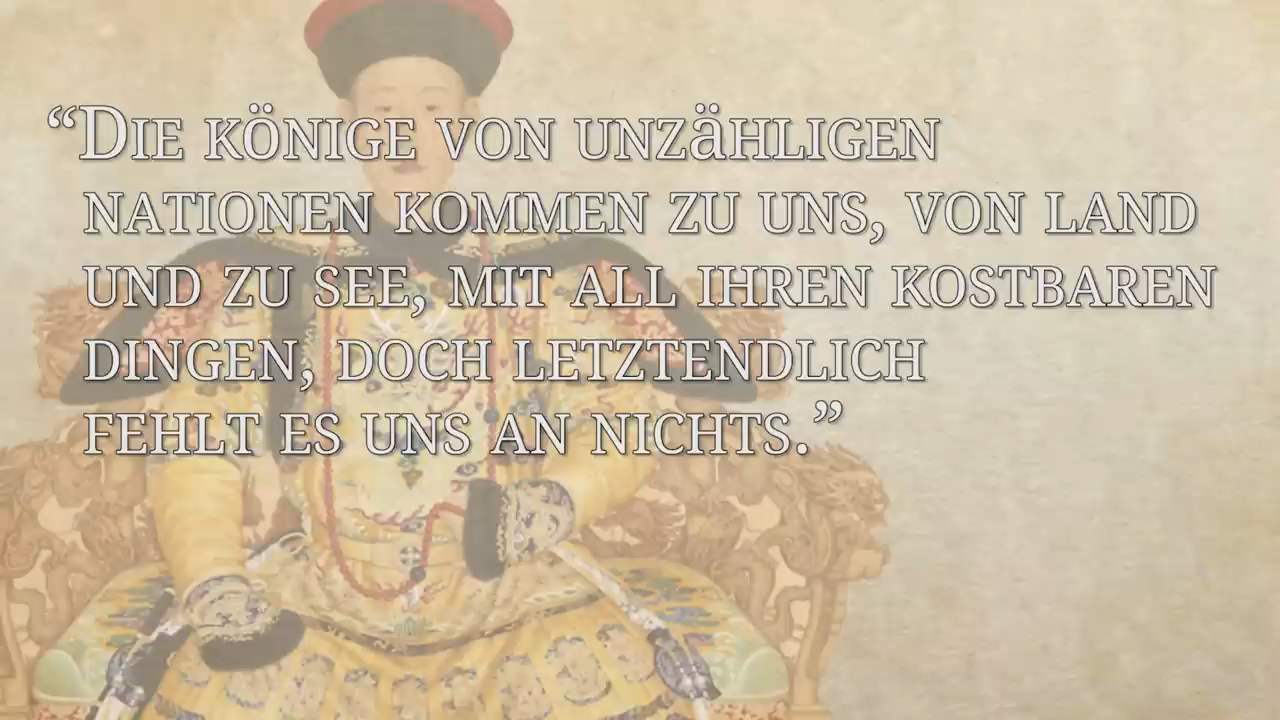 “Die könige von unzähligen
nationen kommen zu uns, von land
und zu see, mit all ihren kostbaren
dingen, doch letztendlich
fehlt es uns an nichts.”